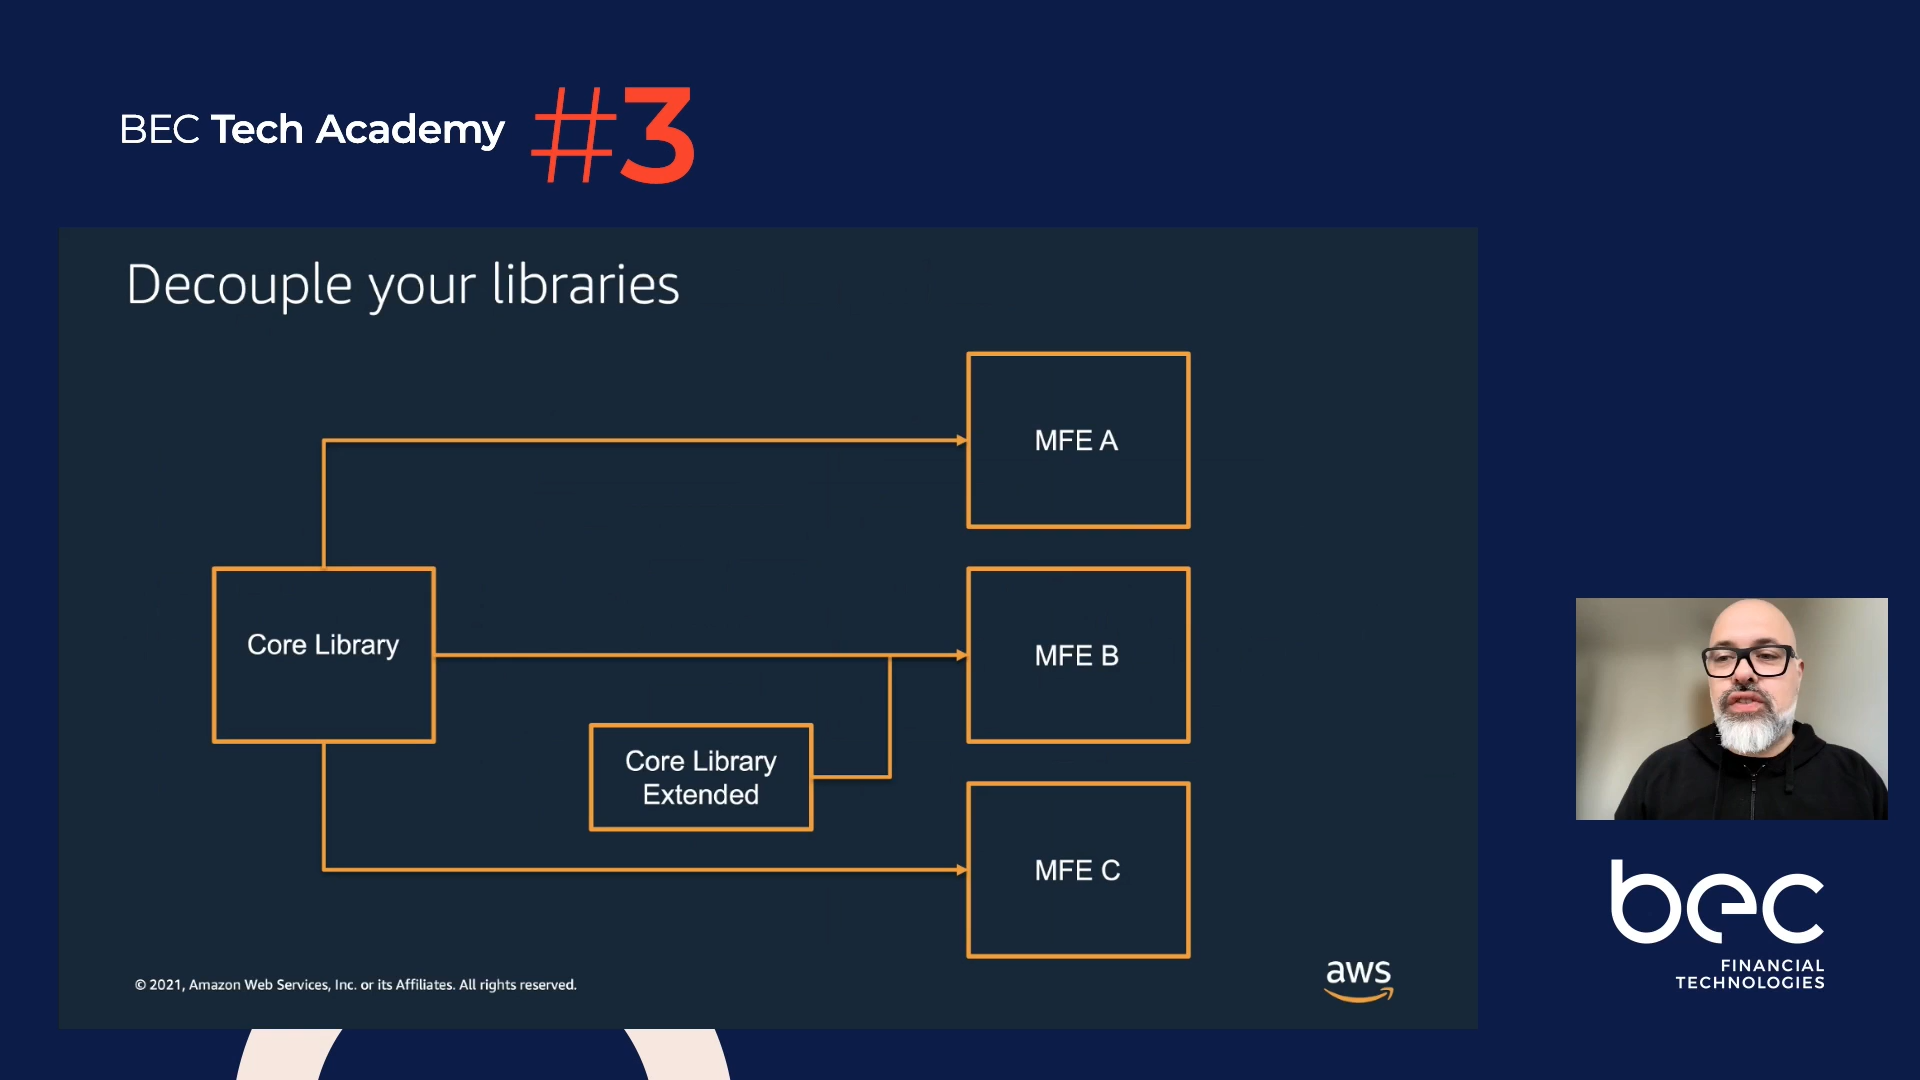 BEC Tech Academy #3
Decouple your libraries
MFE A
Core Library
MFE B
Core Library
Extended
MFE C
© 2021, Amazon Web Services, Inc. or its Affiliates. All rights reserved.
aws
bec
FINANCIAL
TECHNOLOGIES